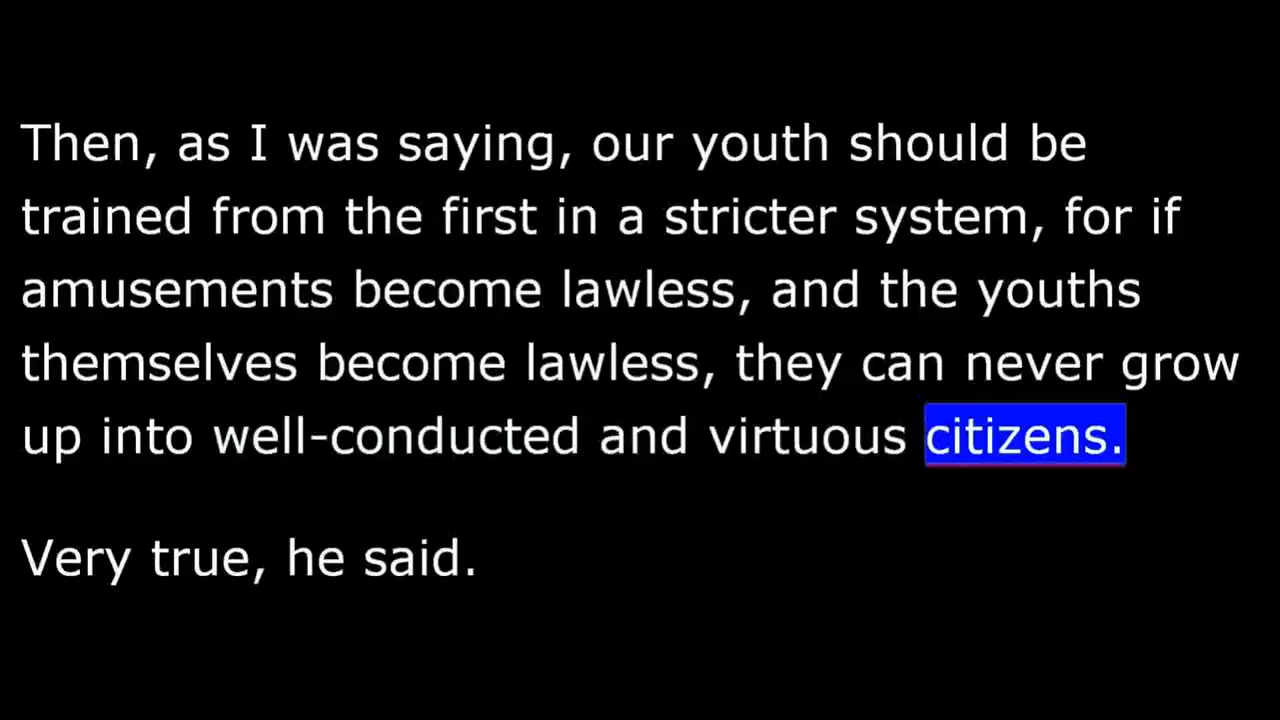 Then, as I was saying, our youth should be
trained from the first in a stricter system, for if
amusements become lawless, and the youths
themselves become lawless, they can never grow
up into well-conducted and virtuous citizens.
Very true, he said.